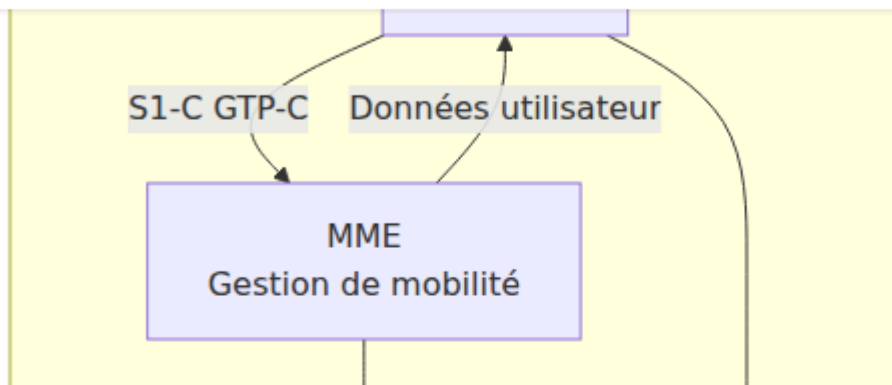 S1-C GTP-C
Données utilisateur
MME
Gestion de mobilité